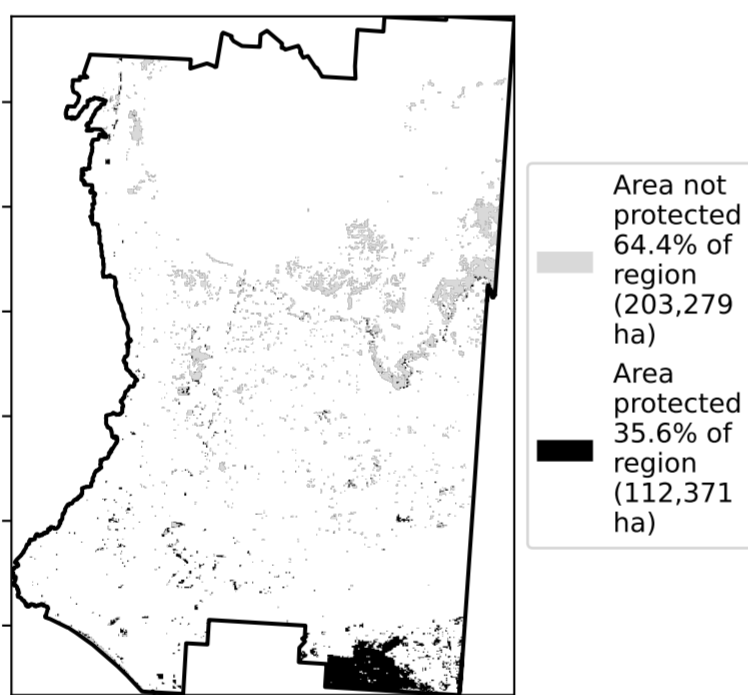 Area not
protected
64.4% of
region
(203,279
ha)
Area
protected
35.6% of
region
(112,371
ha)